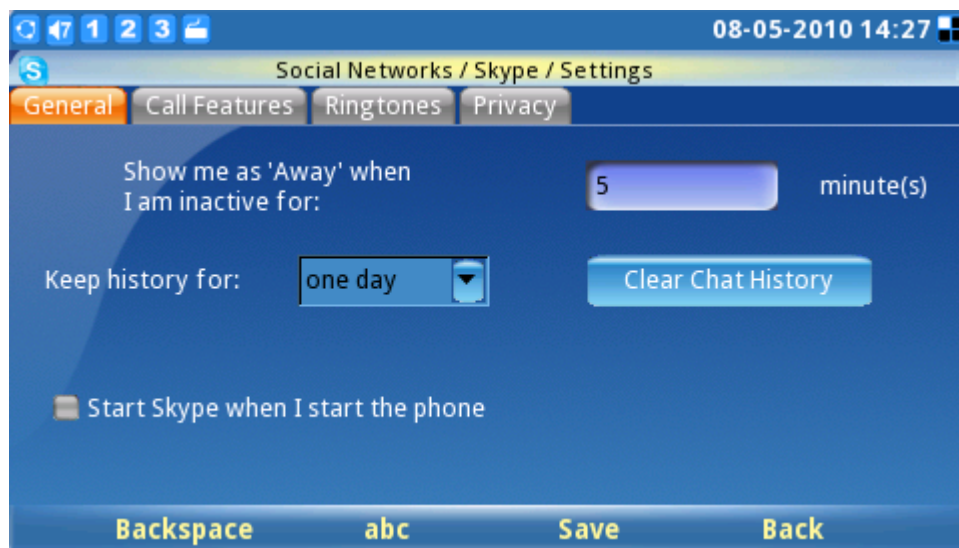 7 1 2 3 08-05-2010 14:27
S Social Networks / Skype / Settings
General Call Features Ringtones Privacy
Show me as 'Away' when
I am inactive for: 5 minute(s)
Keep history for: one day Clear Chat History
Start Skype when I start the phone
Backspace abc Save Back